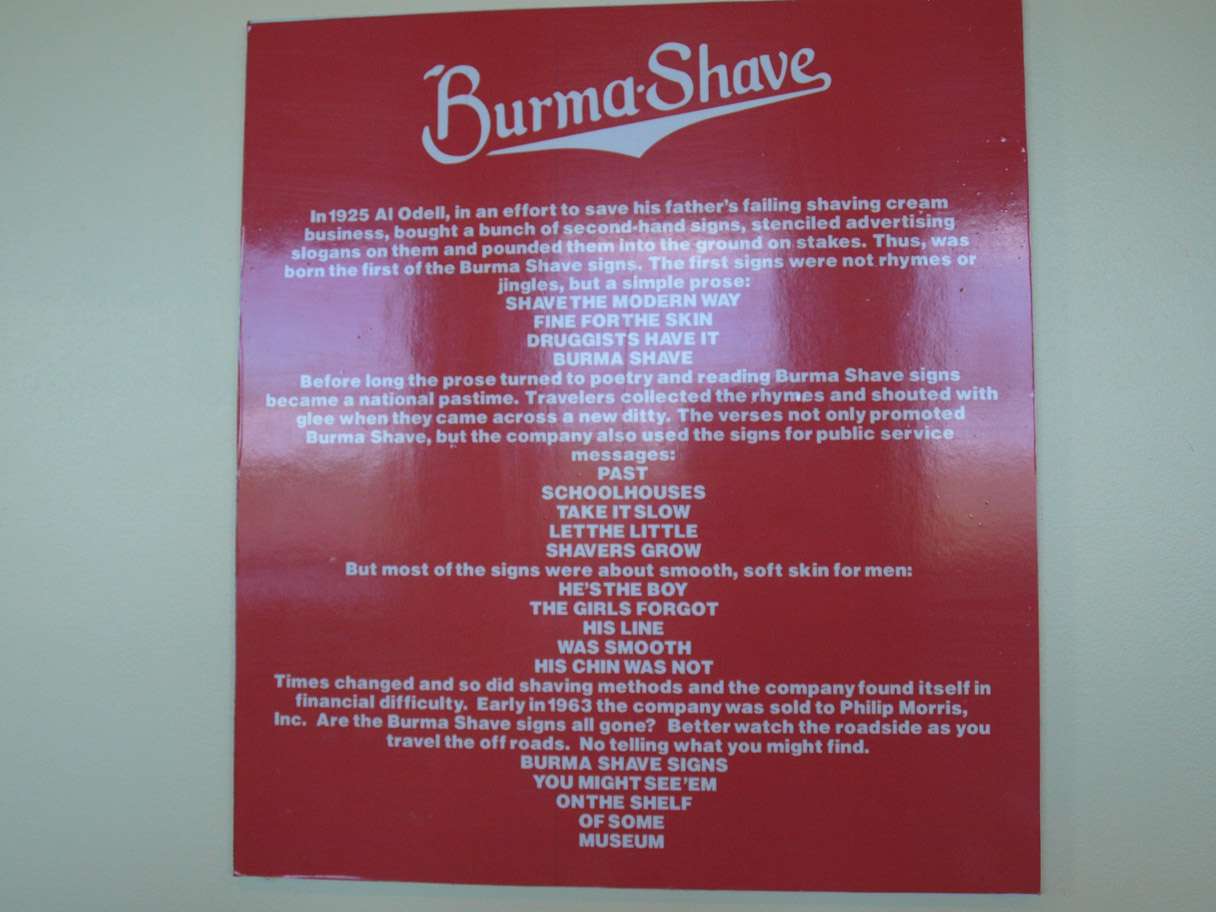 Burma-Shave
In 1925 Al Odell, in an effort to save his father's failing shaving cream
business, bought a bunch of second-hand signs, stenciled advertising
slogans on them and pounded them into the ground on stakes. Thus, was
born the first of the Burma Shave signs. The first signs were not rhymes or
jingles, but a simple prose:
SHAVE THE MODERN WAY
FINE FOR THE SKIN
DRUGGISTS HAVE IT
BURMA SHAVE
Before long the prose turned to poetry and reading Burma Shave signs
became a national pastime. Travelers collected the rhymes and shouted with
glee when they came across a new ditty. The verses not only promoted
Burma Shave, but the company also used the signs for public service
messages:
PAST
SCHOOLHOUSES
TAKE IT SLOW
LET THE LITTLE
SHAVERS GROW
But most of the signs were about smooth, soft skin for men:
HE'S THE BOY
THE GIRLS FORGOT
HIS LINE
WAS SMOOTH
HIS CHIN WAS NOT
Times changed and so did shaving methods and the company found itself in
financial difficulty. Early in 1963 the company was sold to Philip Morris,
Inc. Are the Burma Shave signs all gone? Better watch the roadside as you
travel the off roads. No telling what you might find.
BURMA SHAVE SIGNS
YOU MIGHT SEE 'EM
ON THE SHELF
OF SOME
MUSEUM